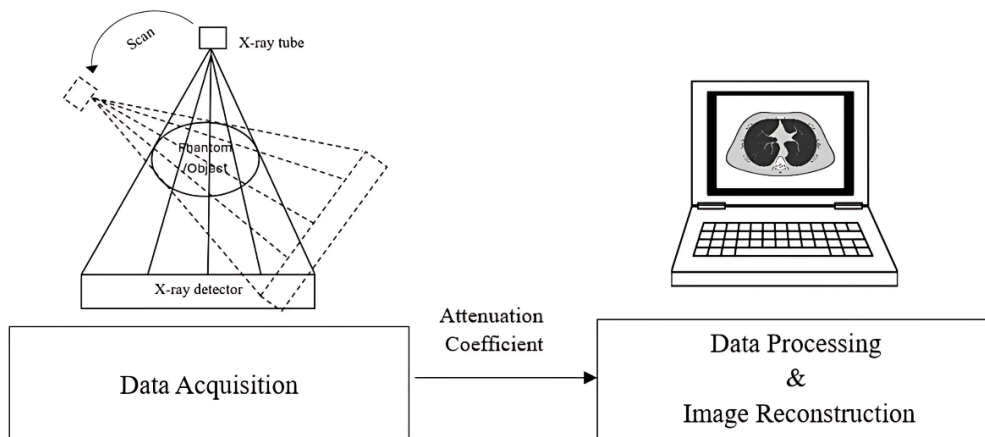 Scan
X-ray tube
Phantom
/Object
X-ray detector
Attenuation
Coefficient
Data Acquisition
Data Processing
&
Image Reconstruction